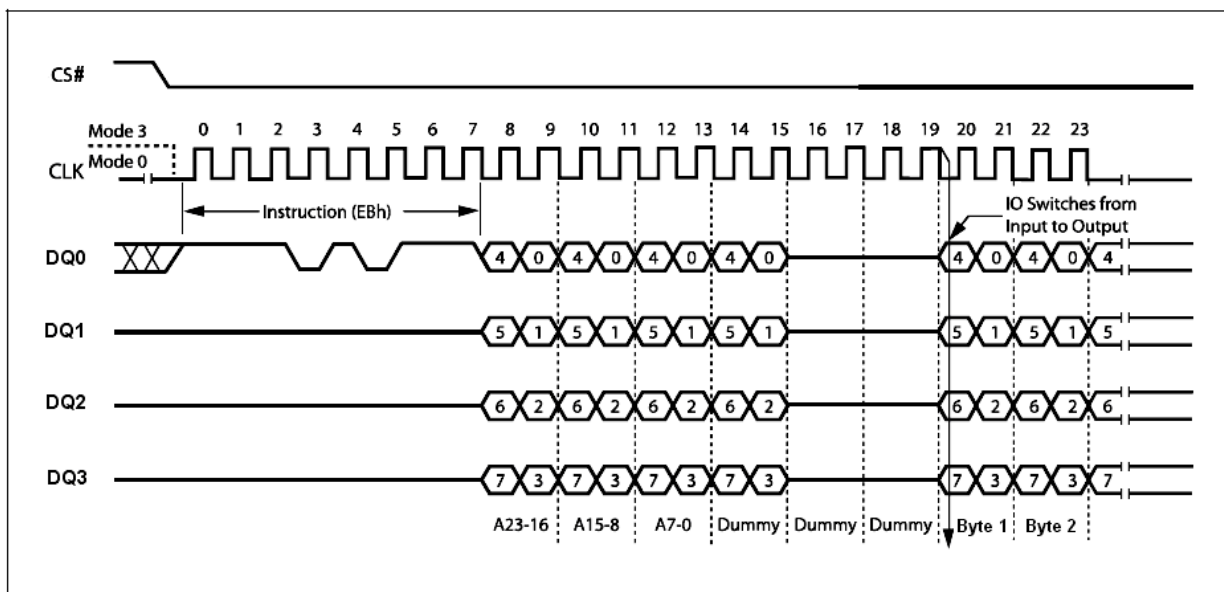 CS#
Mode 3
0 1 2 3 4 5 6 7 8 9 10 11 12 13 14 15 16 17 18 19 20 21 22 23
Mode 0
CLK
Instruction (EBh)
IO Switches from
Input to Output
DQ0 4 0 4 0 4 0 4 0 4 0 4 0 4
DQ1 5 1 5 1 5 1 5 1 5 1 5 1 5
DQ2 6 2 6 2 6 2 6 2 6 2 6 2 6
DQ3 7 3 7 3 7 3 7 3 7 3 7 3 7
A23-16 A15-8 A7-0 Dummy Dummy Dummy Byte 1 Byte 2